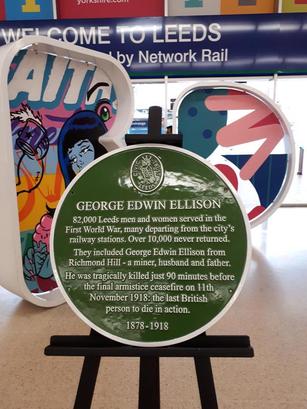 yorkshire.com
WELCOME TO LEEDS
by Network Rail
LEEDS
GEORGE EDWIN ELLISON
82,000 Leeds men and women served in the
First World War, many departing from the city's
railway stations. Over 10,000 never returned.
They included George Edwin Ellison from
Richmond Hill - a miner, husband and father.
He was tragically killed just 90 minutes before
the final armistice ceasefire on 11th
November 1918: the last British
person to die in action.
1878-1918